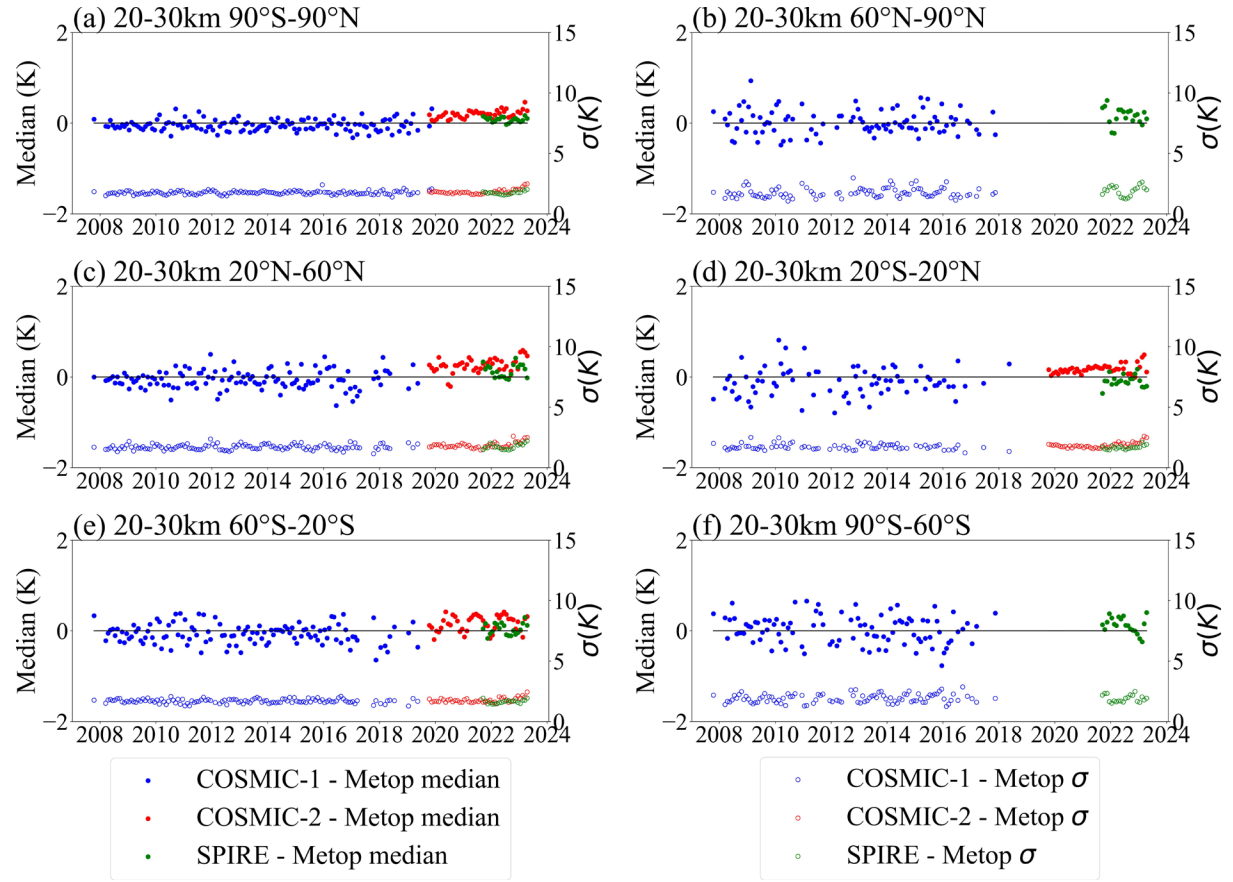 (a) 20-30km 90°S-90°N
2
0
−2
Median (K)
15
10
5
0
σ(K)
2008 2010 2012 2014 2016 2018 2020 2022 2024
(b) 20-30km 60°N-90°N
2
0
−2
Median (K)
15
10
5
0
σ(K)
2008 2010 2012 2014 2016 2018 2020 2022 2024
(c) 20-30km 20°N-60°N
2
0
−2
Median (K)
15
10
5
0
σ(K)
2008 2010 2012 2014 2016 2018 2020 2022 2024
(d) 20-30km 20°S-20°N
2
0
−2
Median (K)
15
10
5
0
σ(K)
2008 2010 2012 2014 2016 2018 2020 2022 2024
(e) 20-30km 60°S-20°S
2
0
−2
Median (K)
15
10
5
0
σ(K)
2008 2010 2012 2014 2016 2018 2020 2022 2024
(f) 20-30km 90°S-60°S
2
0
−2
Median (K)
15
10
5
0
σ(K)
2008 2010 2012 2014 2016 2018 2020 2022 2024
COSMIC-1 - Metop median
COSMIC-2 - Metop median
SPIRE - Metop median
COSMIC-1 - Metop σ
COSMIC-2 - Metop σ
SPIRE - Metop σ